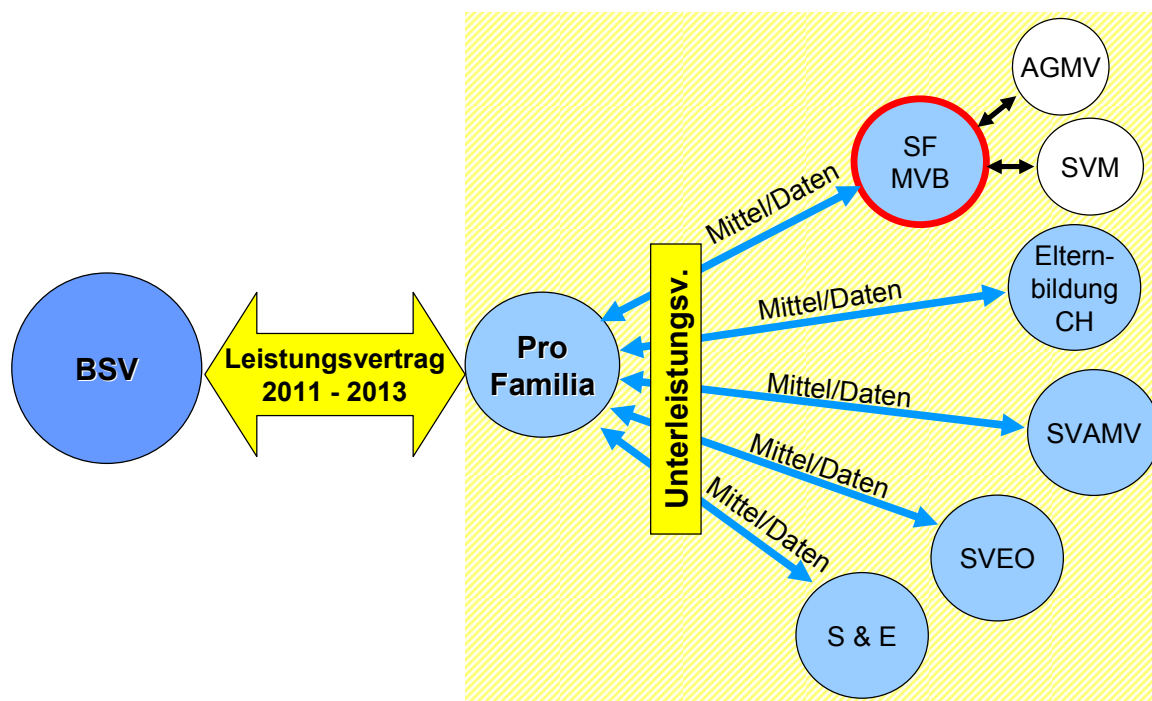 AGMV
SF
MVB
SVM
Mittel/Daten
Eltern-
bildung
CH
Mittel/Daten
BSV
Leistungsvertrag
2011 - 2013
Pro
Familia
Unterleistungsv.
Mittel/Daten
SVAMV
Mittel/Daten
SVEO
Mittel/Daten
S & E